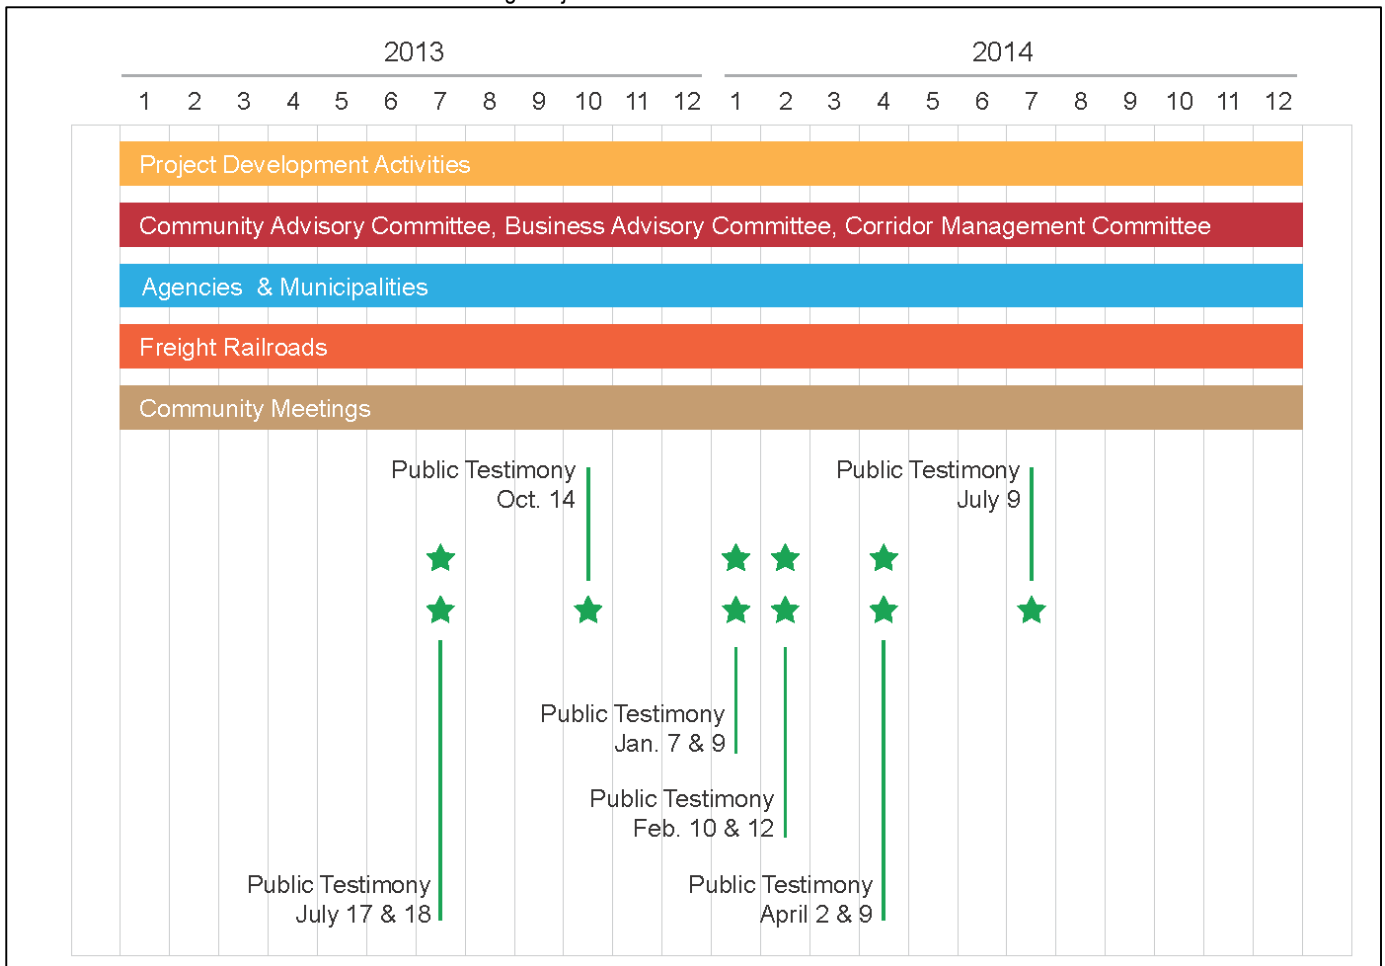 2013 2014
1 2 3 4 5 6 7 8 9 10 11 12 1 2 3 4 5 6 7 8 9 10 11 12
Project Development Activities
Community Advisory Committee, Business Advisory Committee, Corridor Management Committee
Agencies & Municipalities
Freight Railroads
Community Meetings
Public Testimony
Oct. 14
Public Testimony
July 9
Public Testimony
Jan. 7 & 9
Public Testimony
Feb. 10 & 12
Public Testimony
July 17 & 18
Public Testimony
April 2 & 9